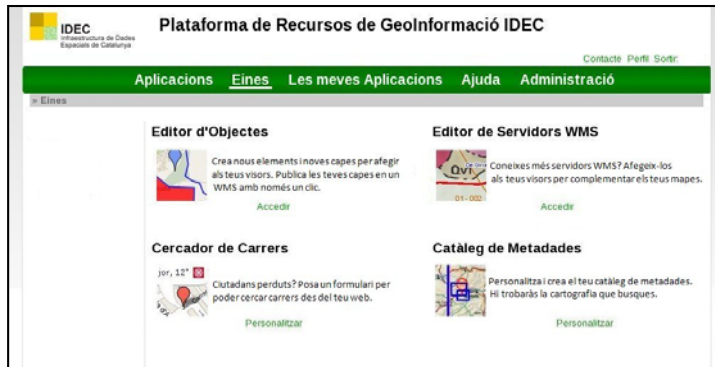 IDEC
Infraestructura de Dades
Espacials de Catalunya
Plataforma de Recursos de GeoInformació IDEC
Contacte Perfil Sortir:
Aplicacions Eines Les meves Aplicacions Ajuda Administració
» Eines
Editor d'Objectes
Crea nous elements i noves capes per afegir
als teus visors. Publica les teves capes en un
WMS amb només un clic.
Accedir
Editor de Servidors WMS
QVT
01-002
Coneixes més servidors WMS? Afegeix-los
als teus visors per complementar els teus mapes.
Accedir
Cercador de Carrers
jor, 12°
Ciutadans perduts? Posa un formulari per
poder cercar carrers des del teu web.
Personalitzar
Catàleg de Metadades
Personalitza i crea el teu catàleg de metadades.
Hi trobaràs la cartografia que busques.
Personalitzar